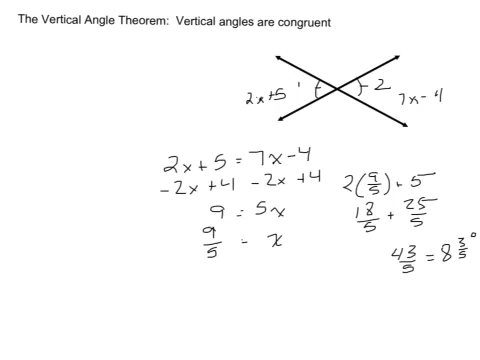 The Vertical Angle Theorem: Vertical angles are congruent
2x+5 1 2 7x-4
2x+5 = 7x-4
-2x +4 -2x +4
9 = 5x
9/5 = x
2(9/5) + 5
18/5 + 25/5
43/5 = 8 3/5°